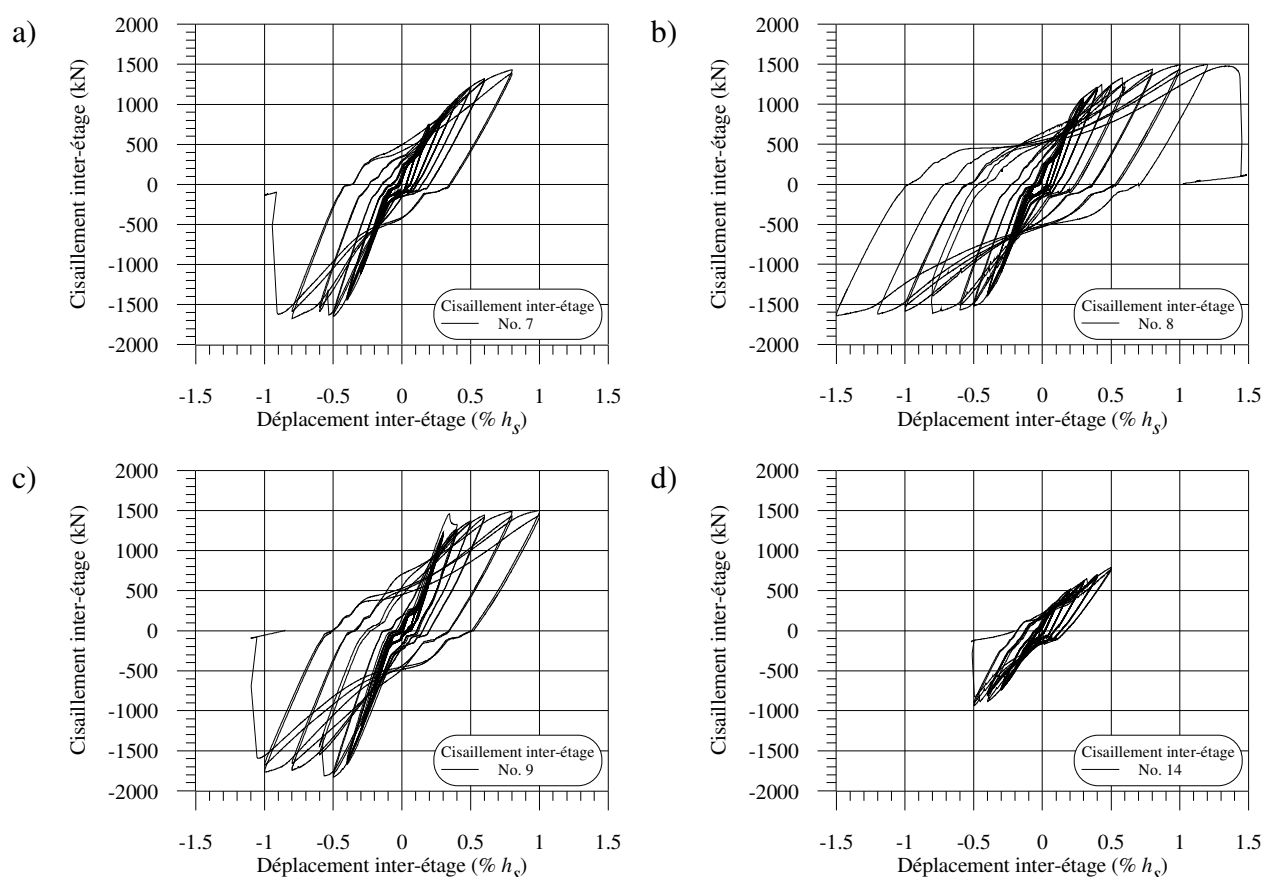 a)
Cisaillement inter-étage (kN)
2000
1500
1000
500
0
-500
-1000
-1500
-2000
Cisaillement inter-étage
No. 7
-1.5 -1 -0.5 0 0.5 1 1.5
Déplacement inter-étage (% hs)
b)
Cisaillement inter-étage (kN)
2000
1500
1000
500
0
-500
-1000
-1500
-2000
Cisaillement inter-étage
No. 8
-1.5 -1 -0.5 0 0.5 1 1.5
Déplacement inter-étage (% hs)
c)
Cisaillement inter-étage (kN)
2000
1500
1000
500
0
-500
-1000
-1500
-2000
Cisaillement inter-étage
No. 9
-1.5 -1 -0.5 0 0.5 1 1.5
Déplacement inter-étage (% hs)
d)
Cisaillement inter-étage (kN)
2000
1500
1000
500
0
-500
-1000
-1500
-2000
Cisaillement inter-étage
No. 14
-1.5 -1 -0.5 0 0.5 1 1.5
Déplacement inter-étage (% hs)